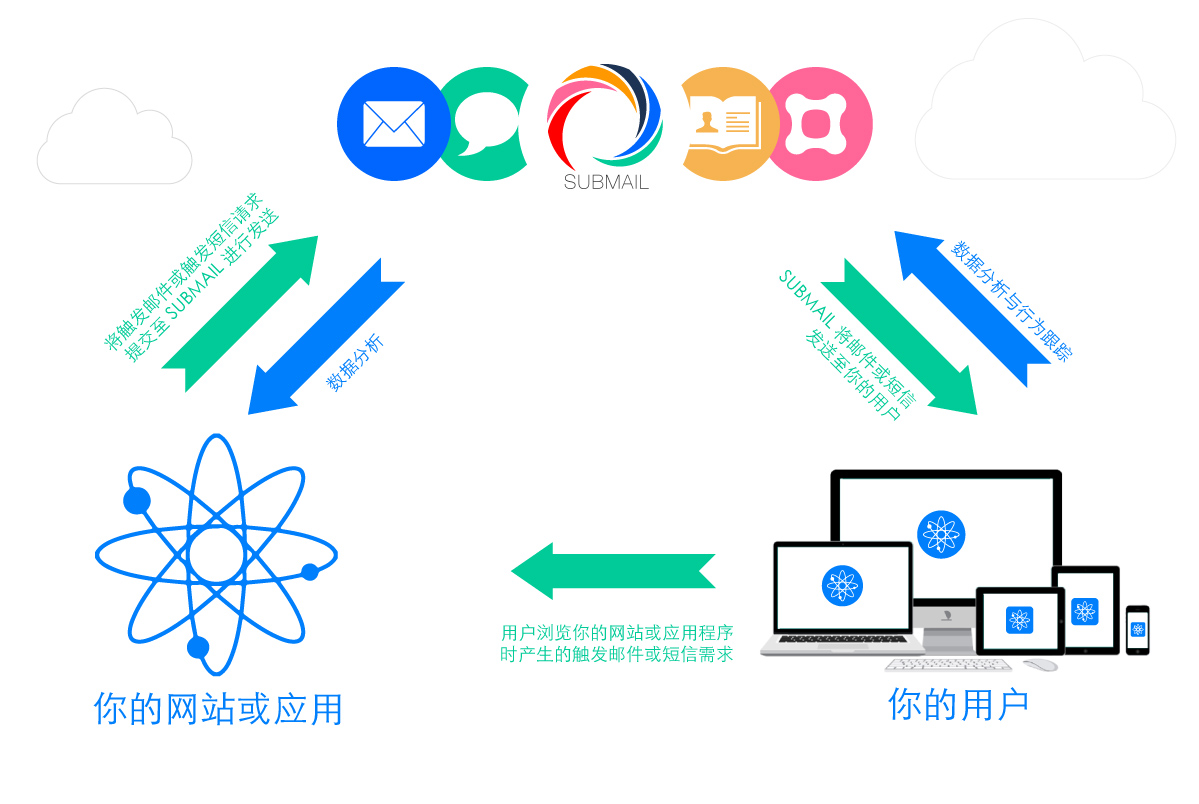 SUBMAIL
将触发邮件或触发短信请求
提交至 SUBMAIL 进行发送
数据分析
数据分析与行为跟踪
SUBMAIL 将邮件或短信
发送至你的用户
用户浏览你的网站或应用程序
时产生的触发邮件或短信需求
你的网站或应用
你的用户